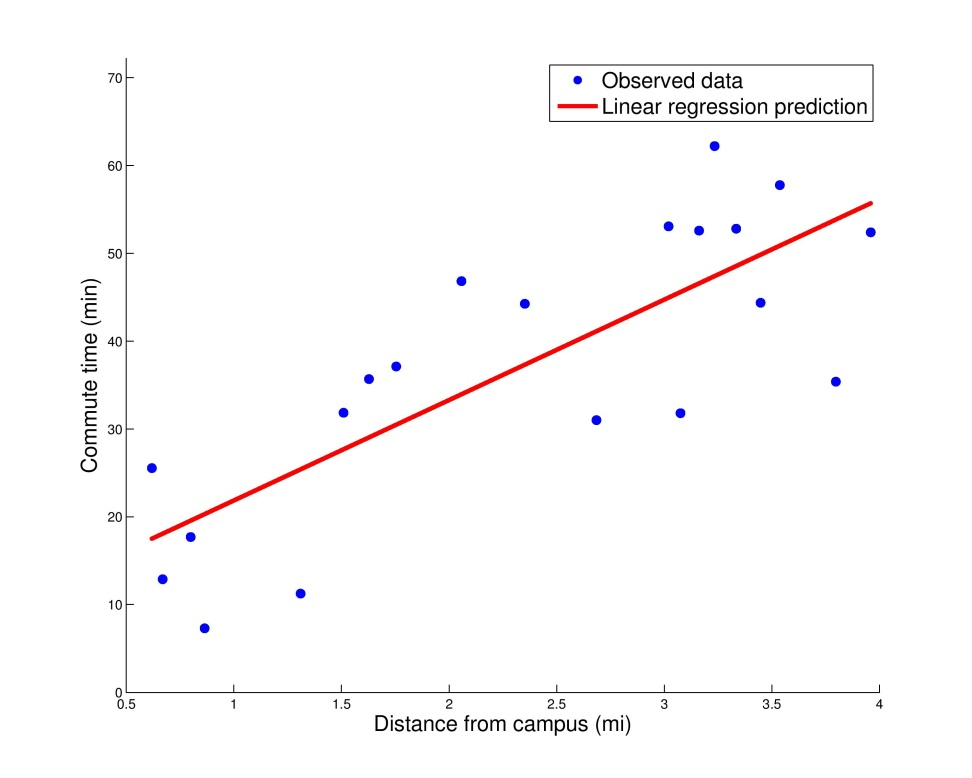 Observed data
Linear regression prediction
70
60
50
40
30
20
10
0
Commute time (min)
0.5 1 1.5 2 2.5 3 3.5 4
Distance from campus (mi)